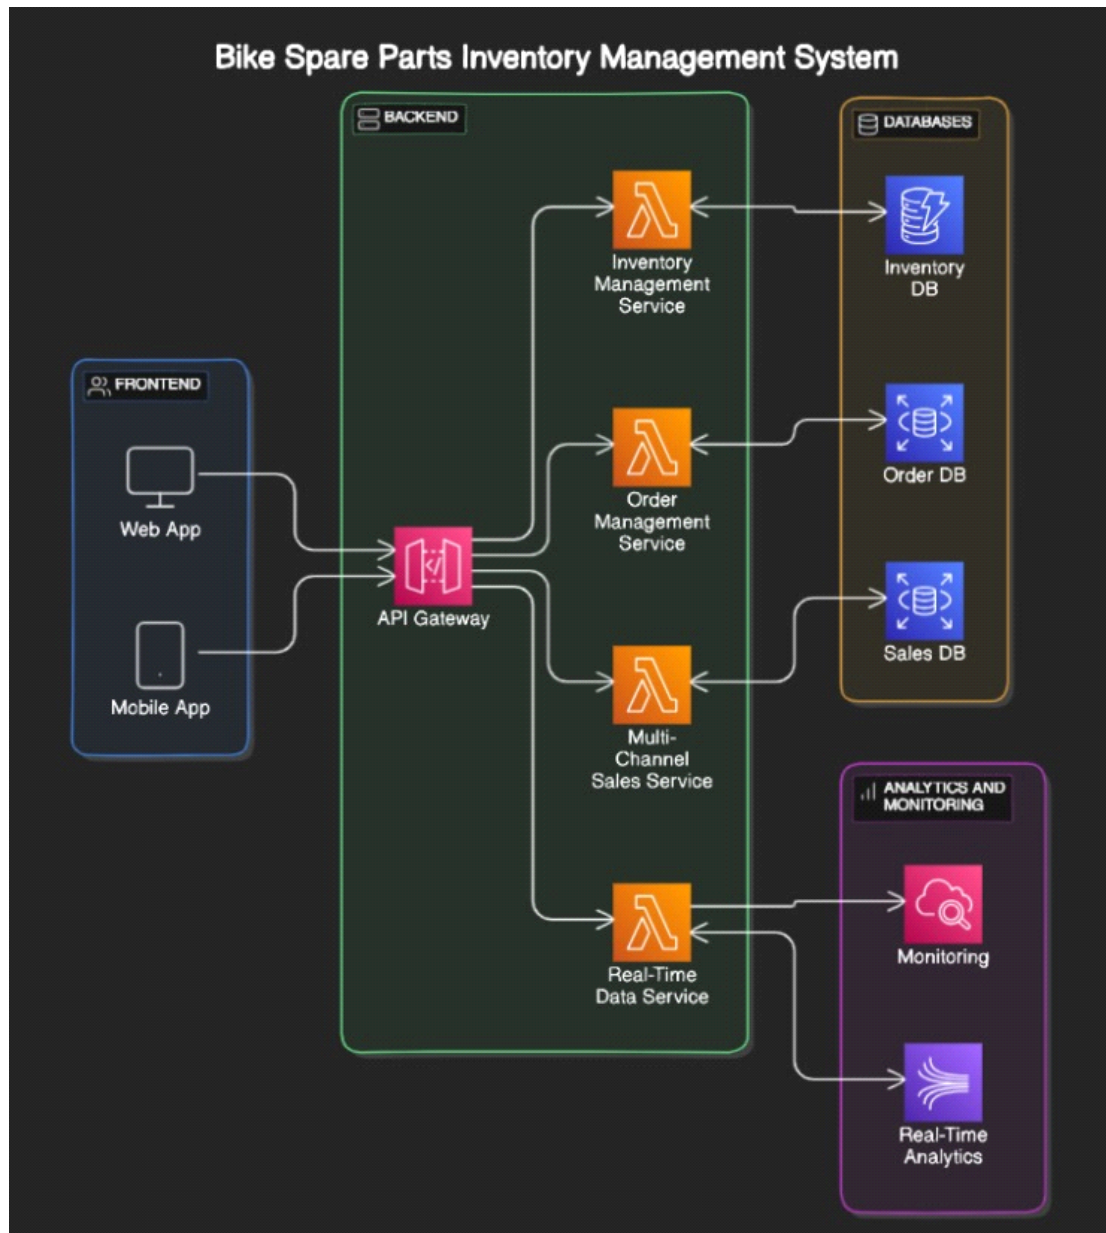 Bike Spare Parts Inventory Management System
BACKEND
DATABASES
Inventory
Management
Service
Inventory
DB
FRONTEND
Web App
Mobile App
Order
Management
Service
Order DB
API Gateway
Multi-
Channel
Sales Service
Sales DB
ANALYTICS AND
MONITORING
Real-Time
Data Service
Monitoring
Real-Time
Analytics